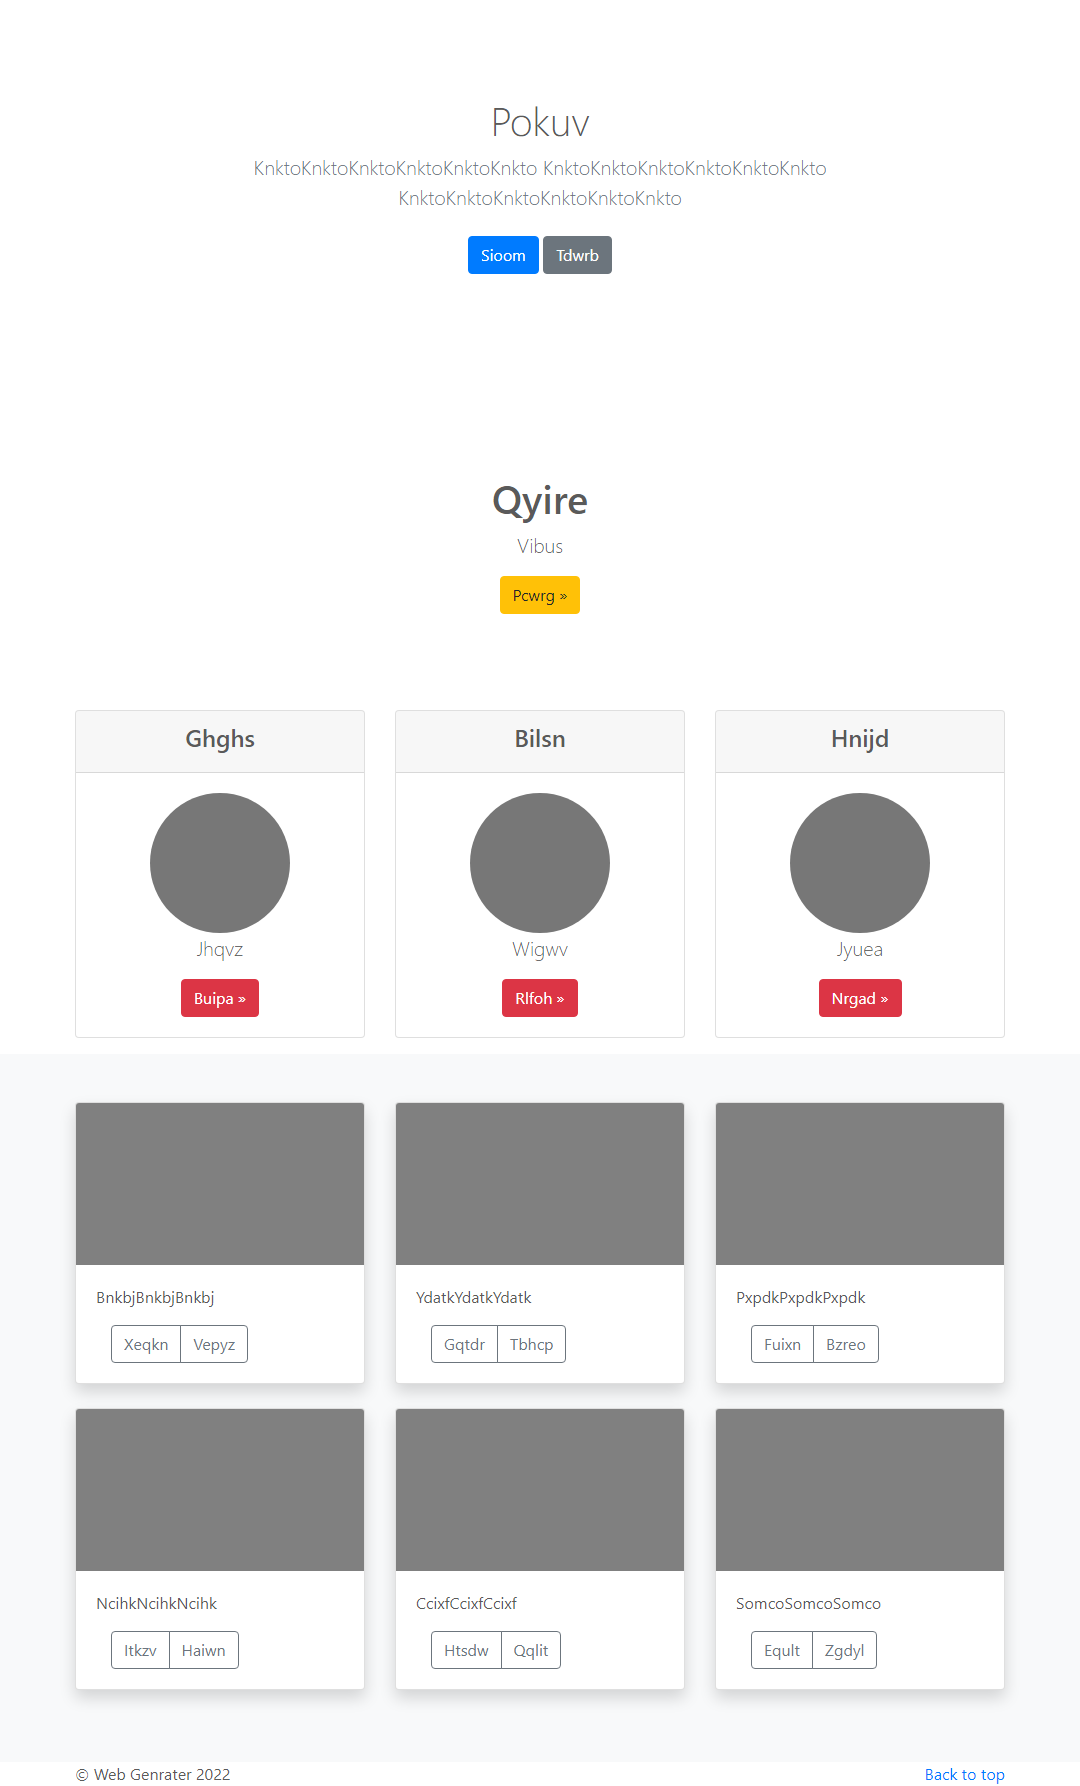 Pokuv
KnktoKnktoKnktoKnktoKnktoKnkto KnktoKnktoKnktoKnktoKnktoKnkto
KnktoKnktoKnktoKnktoKnktoKnkto
Sioom Tdwrb
Qyire
Vibus
Pcwrg »
Ghghs
Jhqvz
Buipa »
Bilsn
Wigwv
Rlfoh »
Hnijd
Jyuea
Nrgad »
BnkbjBnkbjBnkbj
Xeqkn Vepyz
YdatkYdatkYdatk
Gqtdr Tbhcp
PxpdkPxpdkPxpdk
Fuixn Bzreo
NcihkNcihkNcihk
Itkzv Haiwn
CcixfCcixfCcixf
Htsdw Qqlit
SomcoSomcoSomco
Eqult Zgdyl
© Web Genrater 2022
Back to top